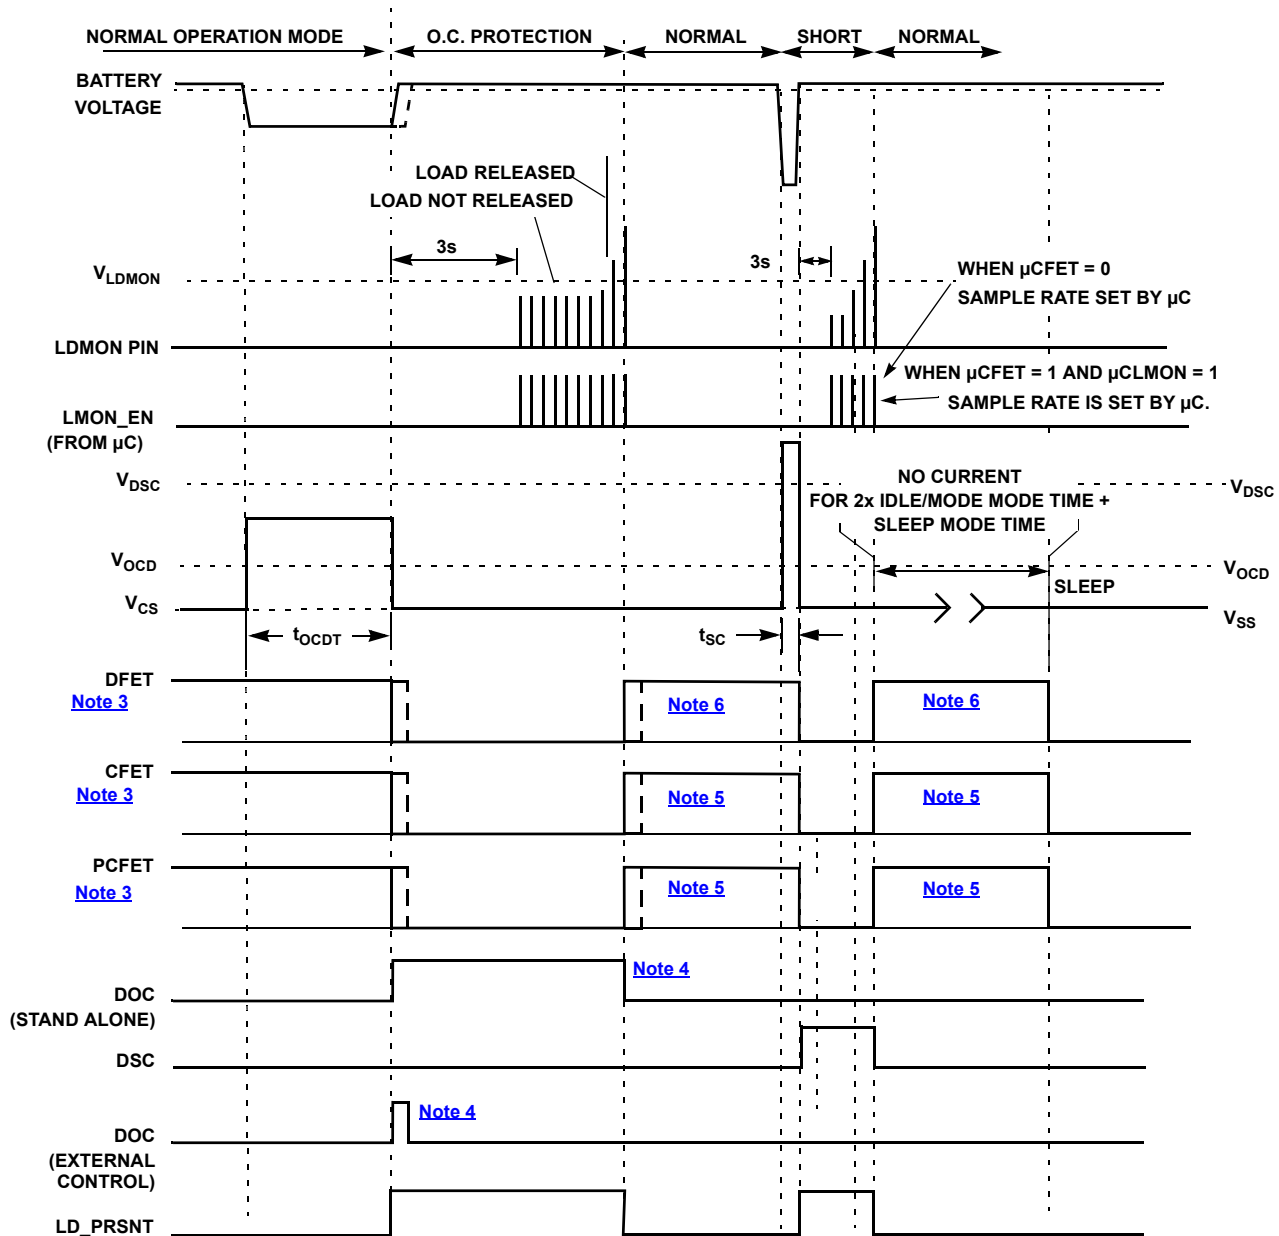 NORMAL OPERATION MODE
O.C. PROTECTION
NORMAL
SHORT
NORMAL
BATTERY
VOLTAGE
LOAD RELEASED
LOAD NOT RELEASED
3s
3s
VLDMON
WHEN µCFET = 0
SAMPLE RATE SET BY µC
LDMON PIN
WHEN µCFET = 1 AND µCLMON = 1
SAMPLE RATE IS SET BY µC.
LMON_EN
(FROM µC)
VDSC
NO CURRENT
FOR 2x IDLE/MODE MODE TIME +
SLEEP MODE TIME
VDSC
VOCD
VOCD
SLEEP
VCS
VSS
tOCDT
tSC
DFET
Note 3
Note 6
Note 6
CFET
Note 3
Note 5
Note 5
PCFET
Note 3
Note 5
Note 5
Note 4
DOC
(STAND ALONE)
DSC
Note 4
DOC
(EXTERNAL
CONTROL)
LD_PRSNT